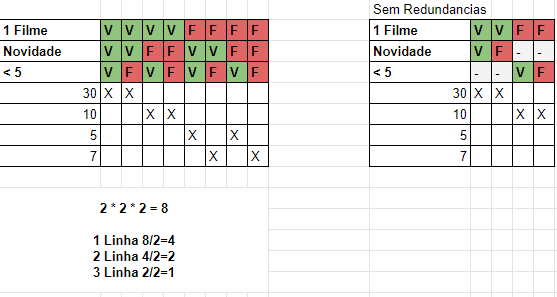 Sem Redundancias
1 Filme V V V V F F F F 1 Filme V V F F
Novidade V V F F V V F F Novidade V F - -
< 5 V F V F V F V F < 5 - - V F
30 X X 30 X X
10 X X 10 X X
5 X X 5
7 X X 7
2 * 2 * 2 = 8
1 Linha 8/2=4
2 Linha 4/2=2
3 Linha 2/2=1